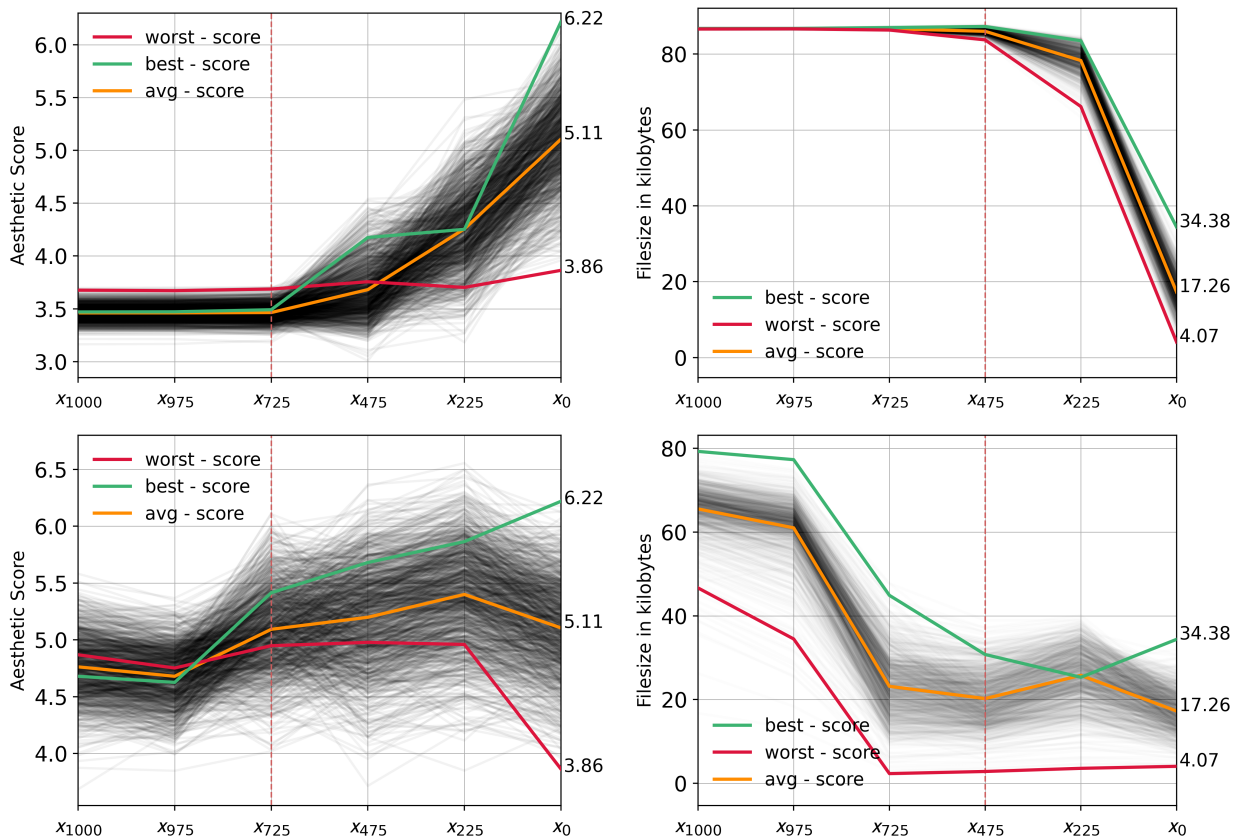 6.0
5.5
5.0
4.5
4.0
3.5
3.0
Aesthetic Score
worst - score
best - score
avg - score
6.22
5.11
3.86
x1000 x975 x725 x475 x225 x0
80
60
40
20
0
Filesize in kilobytes
best - score
worst - score
avg - score
34.38
17.26
4.07
x1000 x975 x725 x475 x225 x0
6.5
6.0
5.5
5.0
4.5
4.0
Aesthetic Score
worst - score
best - score
avg - score
6.22
5.11
3.86
x1000 x975 x725 x475 x225 x0
80
60
40
20
0
Filesize in kilobytes
best - score
worst - score
avg - score
34.38
17.26
4.07
x1000 x975 x725 x475 x225 x0